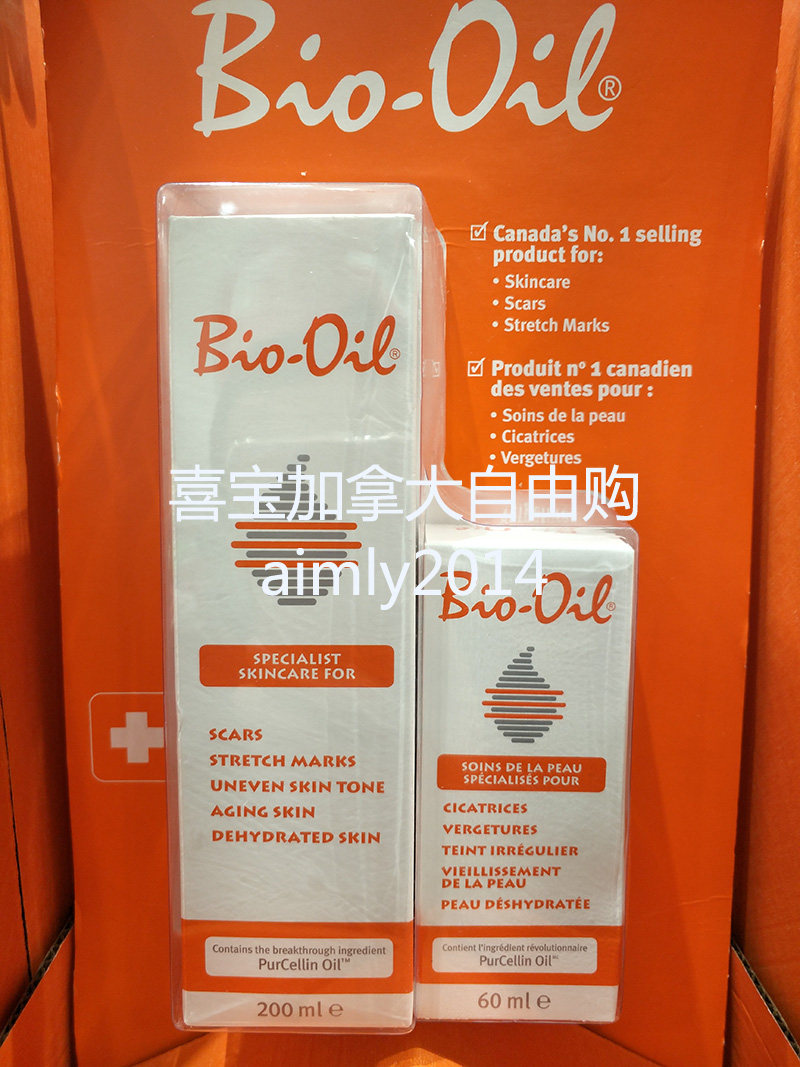 Bio-Oil®
☑ Canada's No. 1 selling
product for:
• Skincare
• Scars
• Stretch Marks
☑ Produit nº 1 canadien
des ventes pour :
• Soins de la peau
• Cicatrices
• Vergetures
Bio-Oil®
SPECIALIST
SKINCARE FOR
SCARS
STRETCH MARKS
UNEVEN SKIN TONE
AGING SKIN
DEHYDRATED SKIN
Contains the breakthrough ingredient
PurCellin Oil™
200 ml ℮
喜宝加拿大自由购
aimly2014
Bio-Oil®
SOINS DE LA PEAU
SPÉCIALISÉS POUR
CICATRICES
VERGETURES
TEINT IRRÉGULIER
VIEILLISSEMENT
DE LA PEAU
PEAU DÉSHYDRATÉE
Contient l'ingrédient révolutionnaire
PurCellin Oil ᴹᶜ
60 ml ℮